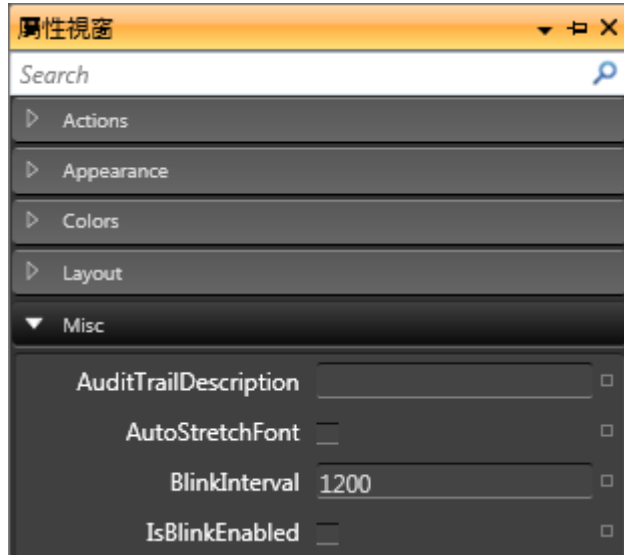 屬性視窗
Search
Actions
Appearance
Colors
Layout
Misc
AuditTrailDescription
AutoStretchFont
BlinkInterval 1200
IsBlinkEnabled